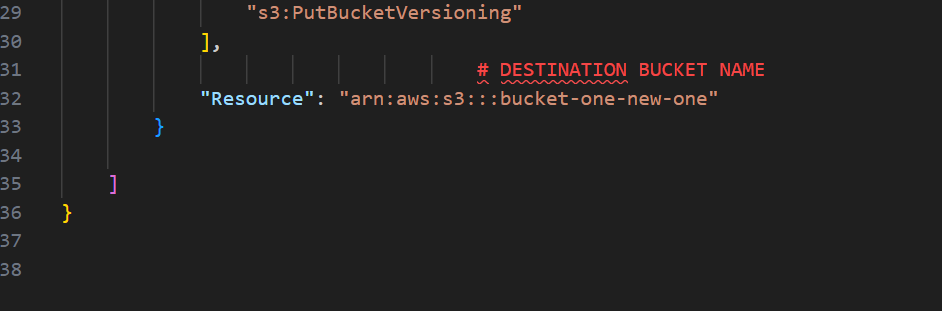 29 "s3:PutBucketVersioning"
30 ],
31 # DESTINATION BUCKET NAME
32 "Resource": "arn:aws:s3:::bucket-one-new-one"
33 }
34
35 ]
36 }
37
38